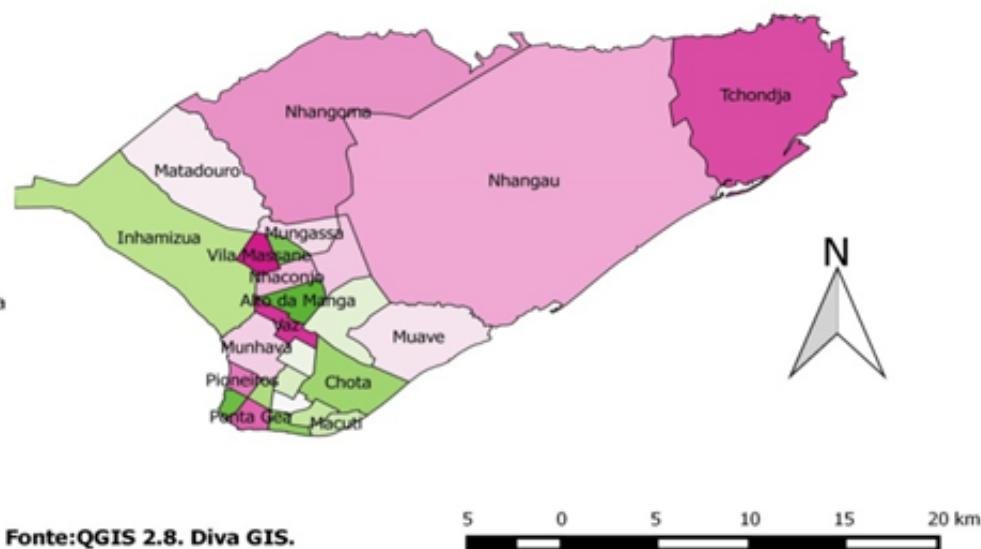 Tchondja
Nhangoma
Matadouro
Nhangau
Mungassa
Inhamizua
Vila Massane
Nhaconjo
a
Alto da Manga
Vaz
Muave
Munhava
Pioneiros
Chota
Ponta Gea
Macuti
N
5 0 5 10 15 20 km
Fonte:QGIS 2.8. Diva GIS.